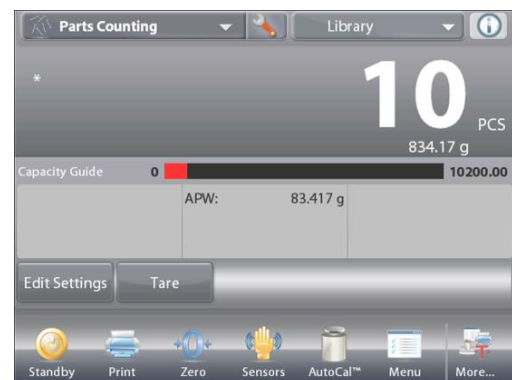 Parts Counting
Library
*
10 PCS
834.17 g
Capacity Guide 0 10200.00
APW: 83.417 g
Edit Settings Tare
Standby Print Zero Sensors AutoCal™ Menu More...